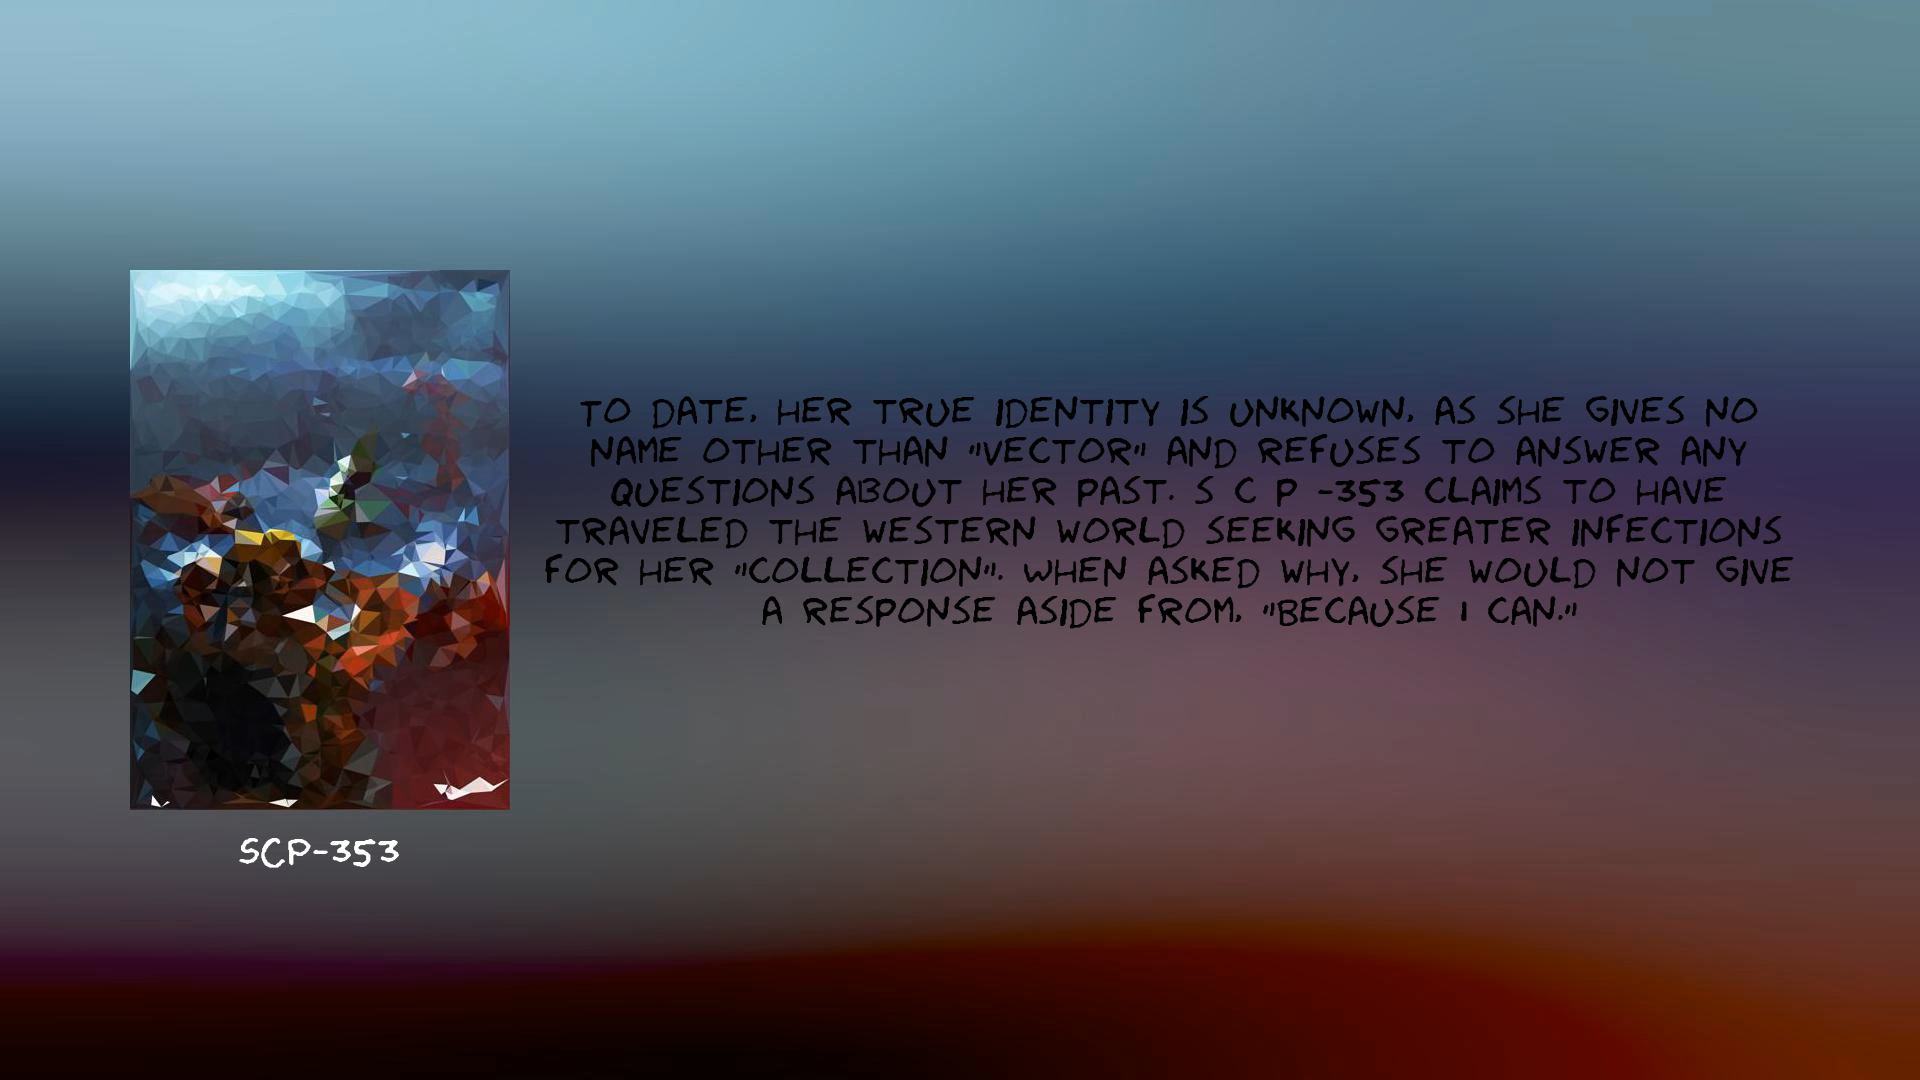 TO DATE, HER TRUE IDENTITY IS UNKNOWN, AS SHE GIVES NO
NAME OTHER THAN "VECTOR" AND REFUSES TO ANSWER ANY
QUESTIONS ABOUT HER PAST. S C P -353 CLAIMS TO HAVE
TRAVELED THE WESTERN WORLD SEEKING GREATER INFECTIONS
FOR HER "COLLECTION". WHEN ASKED WHY, SHE WOULD NOT GIVE
A RESPONSE ASIDE FROM, "BECAUSE I CAN."
SCP-353